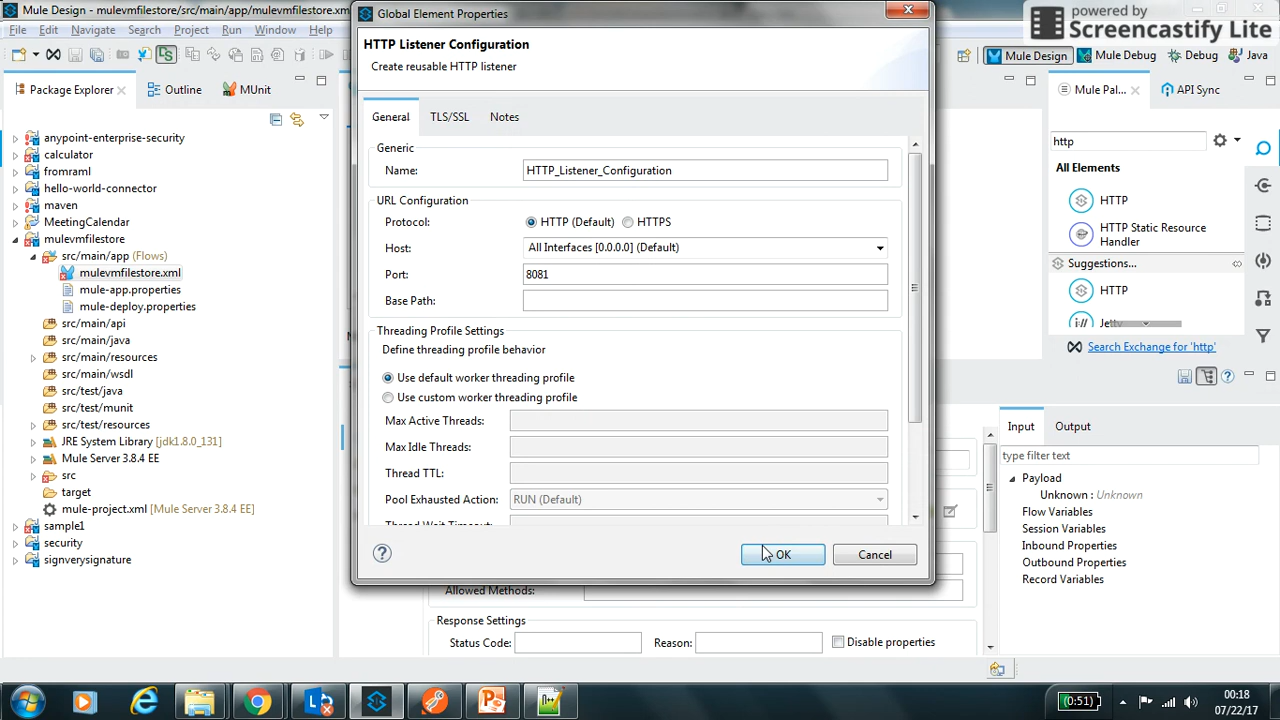 Mule Design - mulevmfilestore/src/main/app/mulevmfilestore.xm
Global Element Properties
powered by
Screencastify Lite
File Edit Navigate Search Project Run Window Help
Mule Design Mule Debug Debug Java
HTTP Listener Configuration
Create reusable HTTP listener
Package Explorer Outline MUnit
General TLS/SSL Notes
Mule Pal... API Sync
anypoint-enterprise-security
calculator
fromraml
hello-world-connector
maven
MeetingCalendar
mulevmfilestore
src/main/app (Flows)
mulevmfilestore.xml
mule-app.properties
mule-deploy.properties
src/main/api
src/main/java
src/main/resources
src/main/wsdl
src/test/java
src/test/munit
src/test/resources
JRE System Library [jdk1.8.0_131]
Mule Server 3.8.4 EE
src
target
mule-project.xml [Mule Server 3.8.4 EE]
sample1
security
signverysignature
Generic
Name: HTTP_Listener_Configuration
URL Configuration
Protocol: HTTP (Default) HTTPS
Host: All Interfaces [0.0.0.0] (Default)
Port: 8081
Base Path:
Threading Profile Settings
Define threading profile behavior
Use default worker threading profile
Use custom worker threading profile
Max Active Threads:
Max Idle Threads:
Thread TTL:
Pool Exhausted Action: RUN (Default)
Thread Wait Timeout:
OK Cancel
Allowed Methods:
Response Settings
Status Code: Reason: Disable properties
http
All Elements
HTTP
HTTP Static Resource
Handler
Suggestions...
HTTP
Jetty
Search Exchange for 'http'
Input Output
type filter text
Payload
Unknown : Unknown
Flow Variables
Session Variables
Inbound Properties
Outbound Properties
Record Variables
(0:51)
00:18
07/22/17